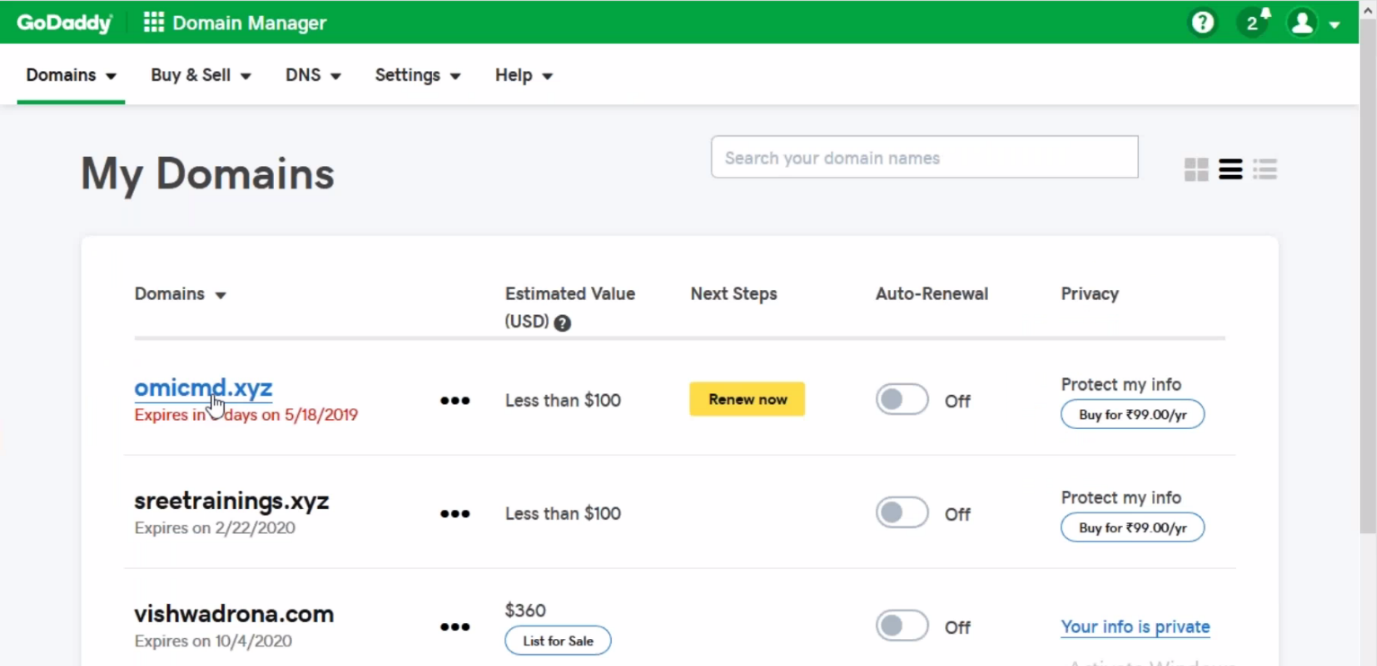 GoDaddy Domain Manager 2
Domains Buy & Sell DNS Settings Help
My Domains
Search your domain names
Domains Estimated Value Next Steps Auto-Renewal Privacy
(USD)
omicmd.xyz Less than $100 Renew now Off Protect my info
Expires in days on 5/18/2019 Buy for ₹99.00/yr
sreetrainings.xyz Less than $100 Off Protect my info
Expires on 2/22/2020 Buy for ₹99.00/yr
vishwadrona.com $360 Off Your info is private
Expires on 10/4/2020 List for Sale
Activate Windows